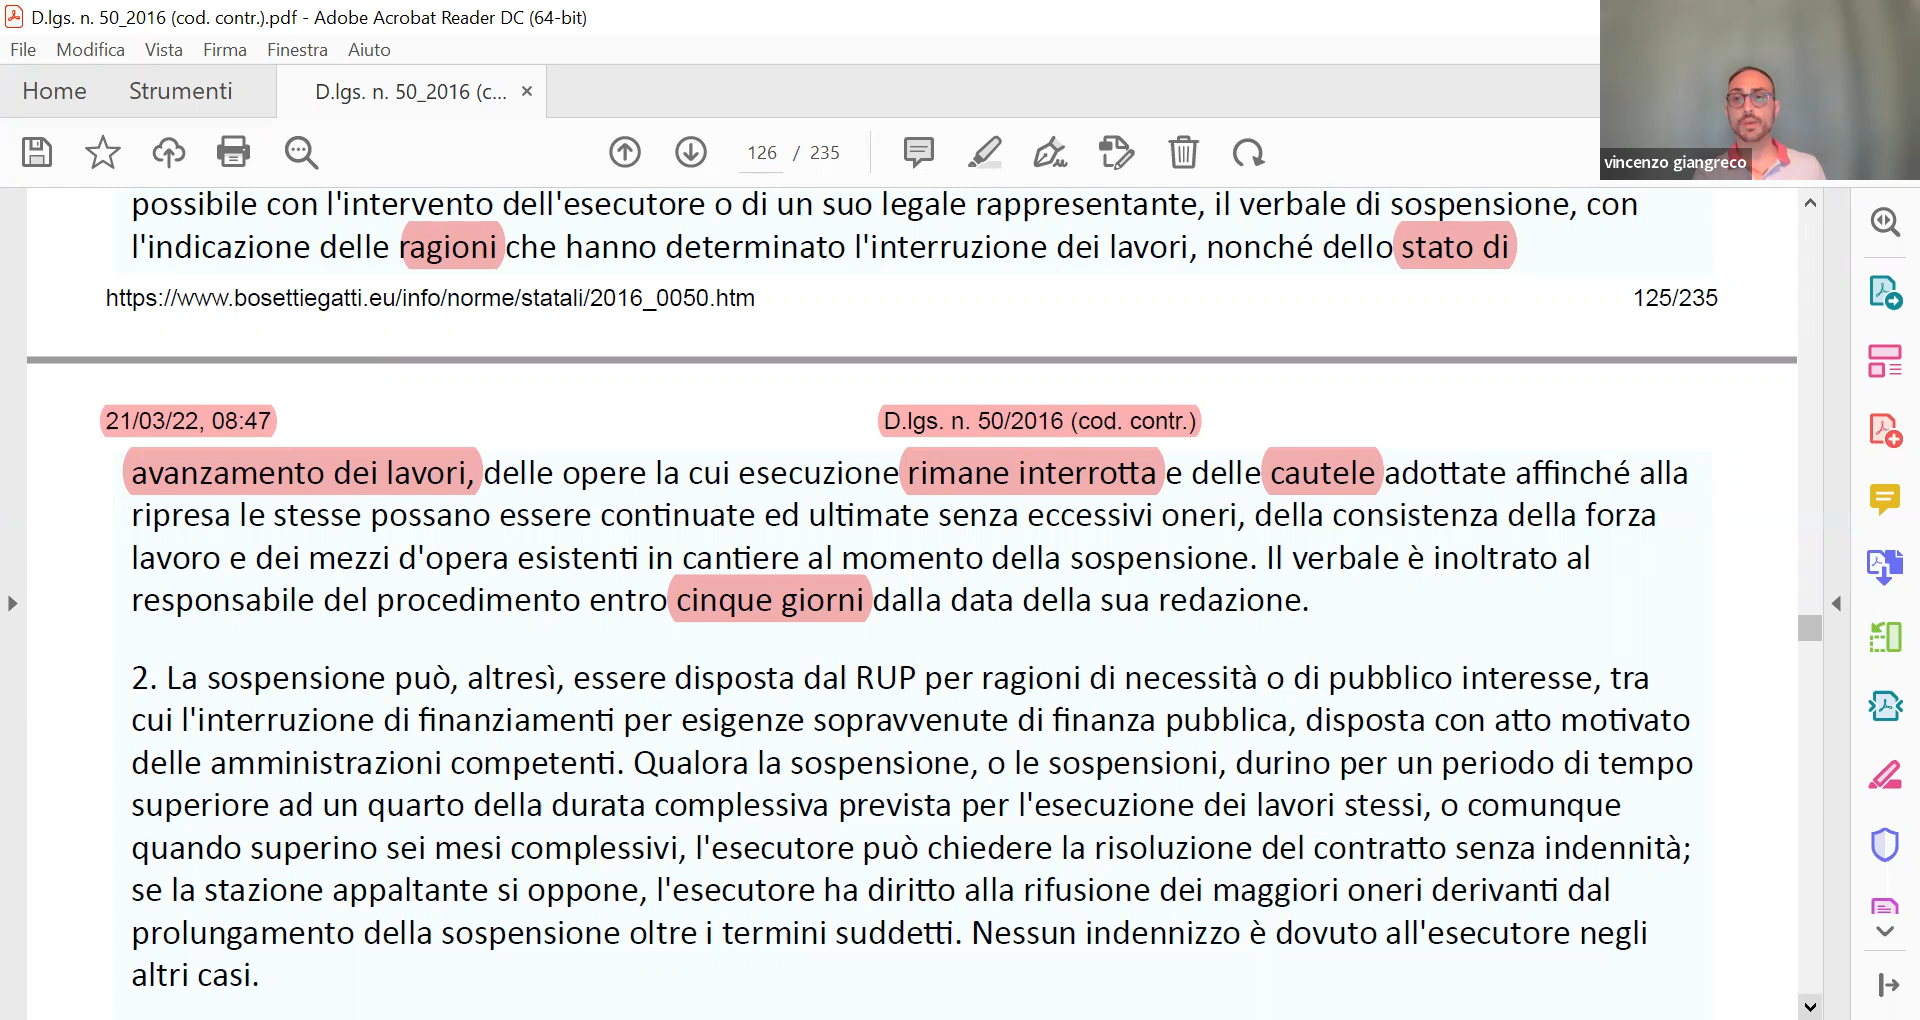 D.lgs. n. 50_2016 (cod. contr.).pdf - Adobe Acrobat Reader DC (64-bit)
File Modifica Vista Firma Finestra Aiuto
Home Strumenti D.lgs. n. 50_2016 (c... ×
126 / 235
vincenzo giangreco
possibile con l'intervento dell'esecutore o di un suo legale rappresentante, il verbale di sospensione, con
l'indicazione delle ragioni che hanno determinato l'interruzione dei lavori, nonché dello stato di
https://www.bosettiegatti.eu/info/norme/statali/2016_0050.htm 125/235
21/03/22, 08:47 D.lgs. n. 50/2016 (cod. contr.)
avanzamento dei lavori, delle opere la cui esecuzione rimane interrotta e delle cautele adottate affinché alla
ripresa le stesse possano essere continuate ed ultimate senza eccessivi oneri, della consistenza della forza
lavoro e dei mezzi d'opera esistenti in cantiere al momento della sospensione. Il verbale è inoltrato al
responsabile del procedimento entro cinque giorni dalla data della sua redazione.
2. La sospensione può, altresì, essere disposta dal RUP per ragioni di necessità o di pubblico interesse, tra
cui l'interruzione di finanziamenti per esigenze sopravvenute di finanza pubblica, disposta con atto motivato
delle amministrazioni competenti. Qualora la sospensione, o le sospensioni, durino per un periodo di tempo
superiore ad un quarto della durata complessiva prevista per l'esecuzione dei lavori stessi, o comunque
quando superino sei mesi complessivi, l'esecutore può chiedere la risoluzione del contratto senza indennità;
se la stazione appaltante si oppone, l'esecutore ha diritto alla rifusione dei maggiori oneri derivanti dal
prolungamento della sospensione oltre i termini suddetti. Nessun indennizzo è dovuto all'esecutore negli
altri casi.